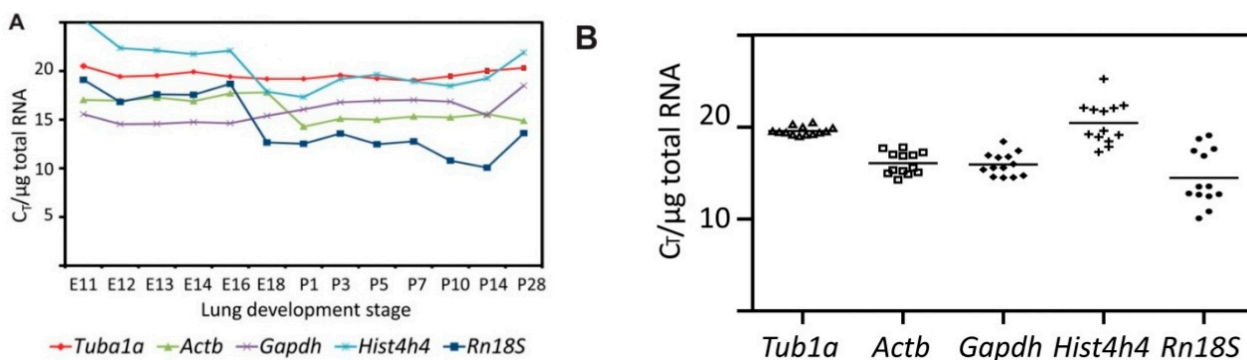 A
C_T/µg total RNA
20
15
10
5
E11 E12 E13 E14 E16 E18 P1 P3 P5 P7 P10 P14 P28
Lung development stage
Tuba1a Actb Gapdh Hist4h4 Rn18S
B
C_T/µg total RNA
20
10
Tub1a Actb Gapdh Hist4h4 Rn18S